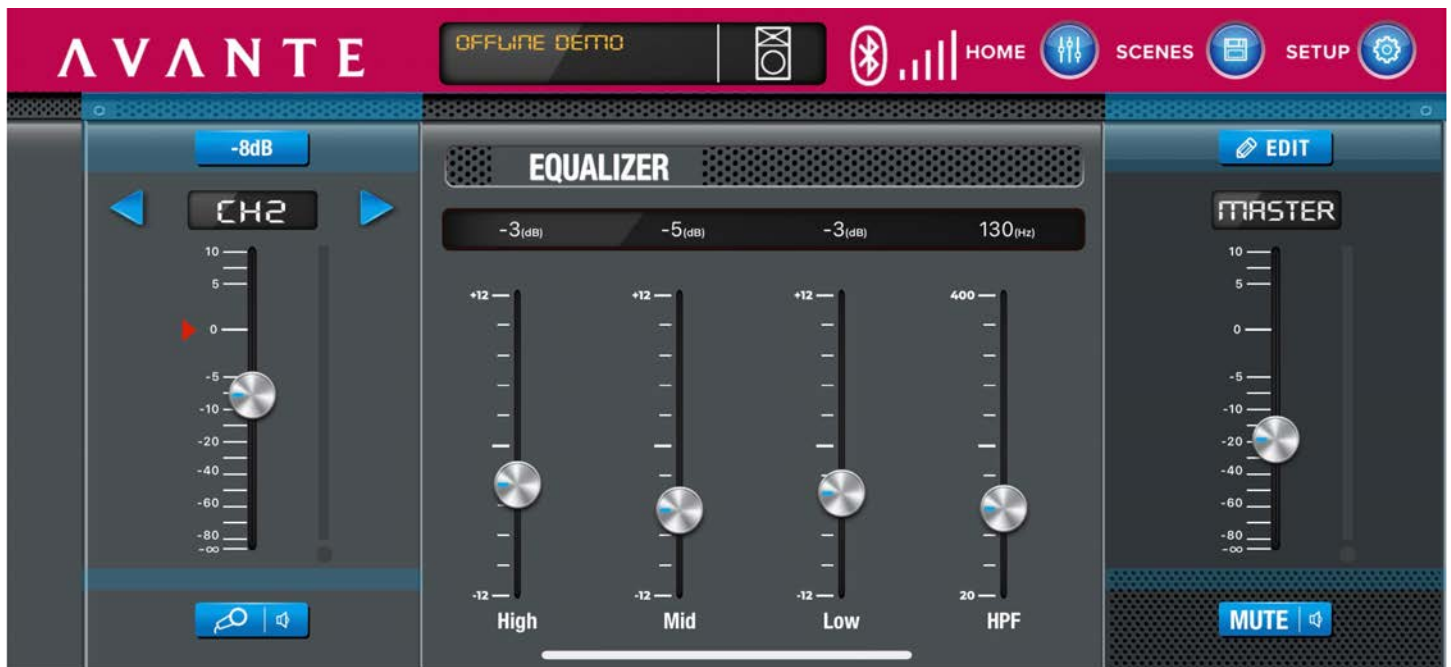 AVANTE
OFFLINE DEMO
HOME
SCENES
SETUP
-8dB
CH2
10
5
0
-5
-10
-20
-40
-60
-80
-∞
EQUALIZER
-3(dB) -5(dB) -3(dB) 130(Hz)
+12 +12 +12 400
-12 -12 -12 20
High Mid Low HPF
EDIT
MASTER
10
5
0
-5
-10
-20
-40
-60
-80
-∞
MUTE